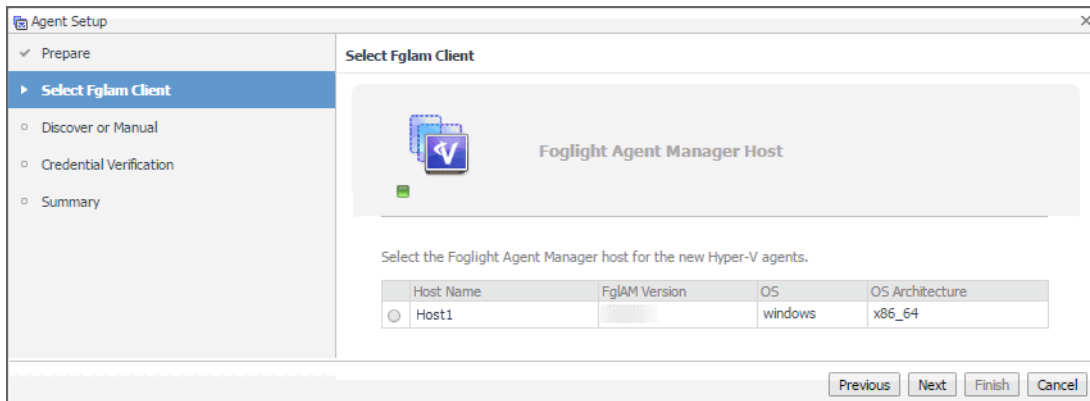 Agent Setup
Prepare
Select Fglam Client
Discover or Manual
Credential Verification
Summary
Select Fglam Client
Foglight Agent Manager Host
Select the Foglight Agent Manager host for the new Hyper-V agents.
Host Name FglAM Version OS OS Architecture
Host1 windows x86_64
Previous Next Finish Cancel